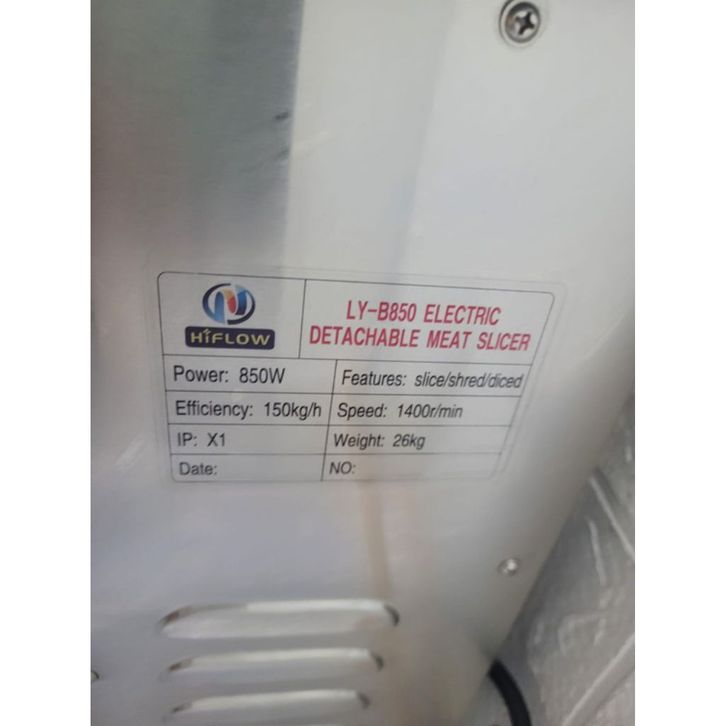 HiFLOW
LY-B850 ELECTRIC
DETACHABLE MEAT SLICER
Power: 850W
Features: slice/shred/diced
Efficiency: 150kg/h
Speed: 1400r/min
IP: X1
Weight: 26kg
Date:
NO: